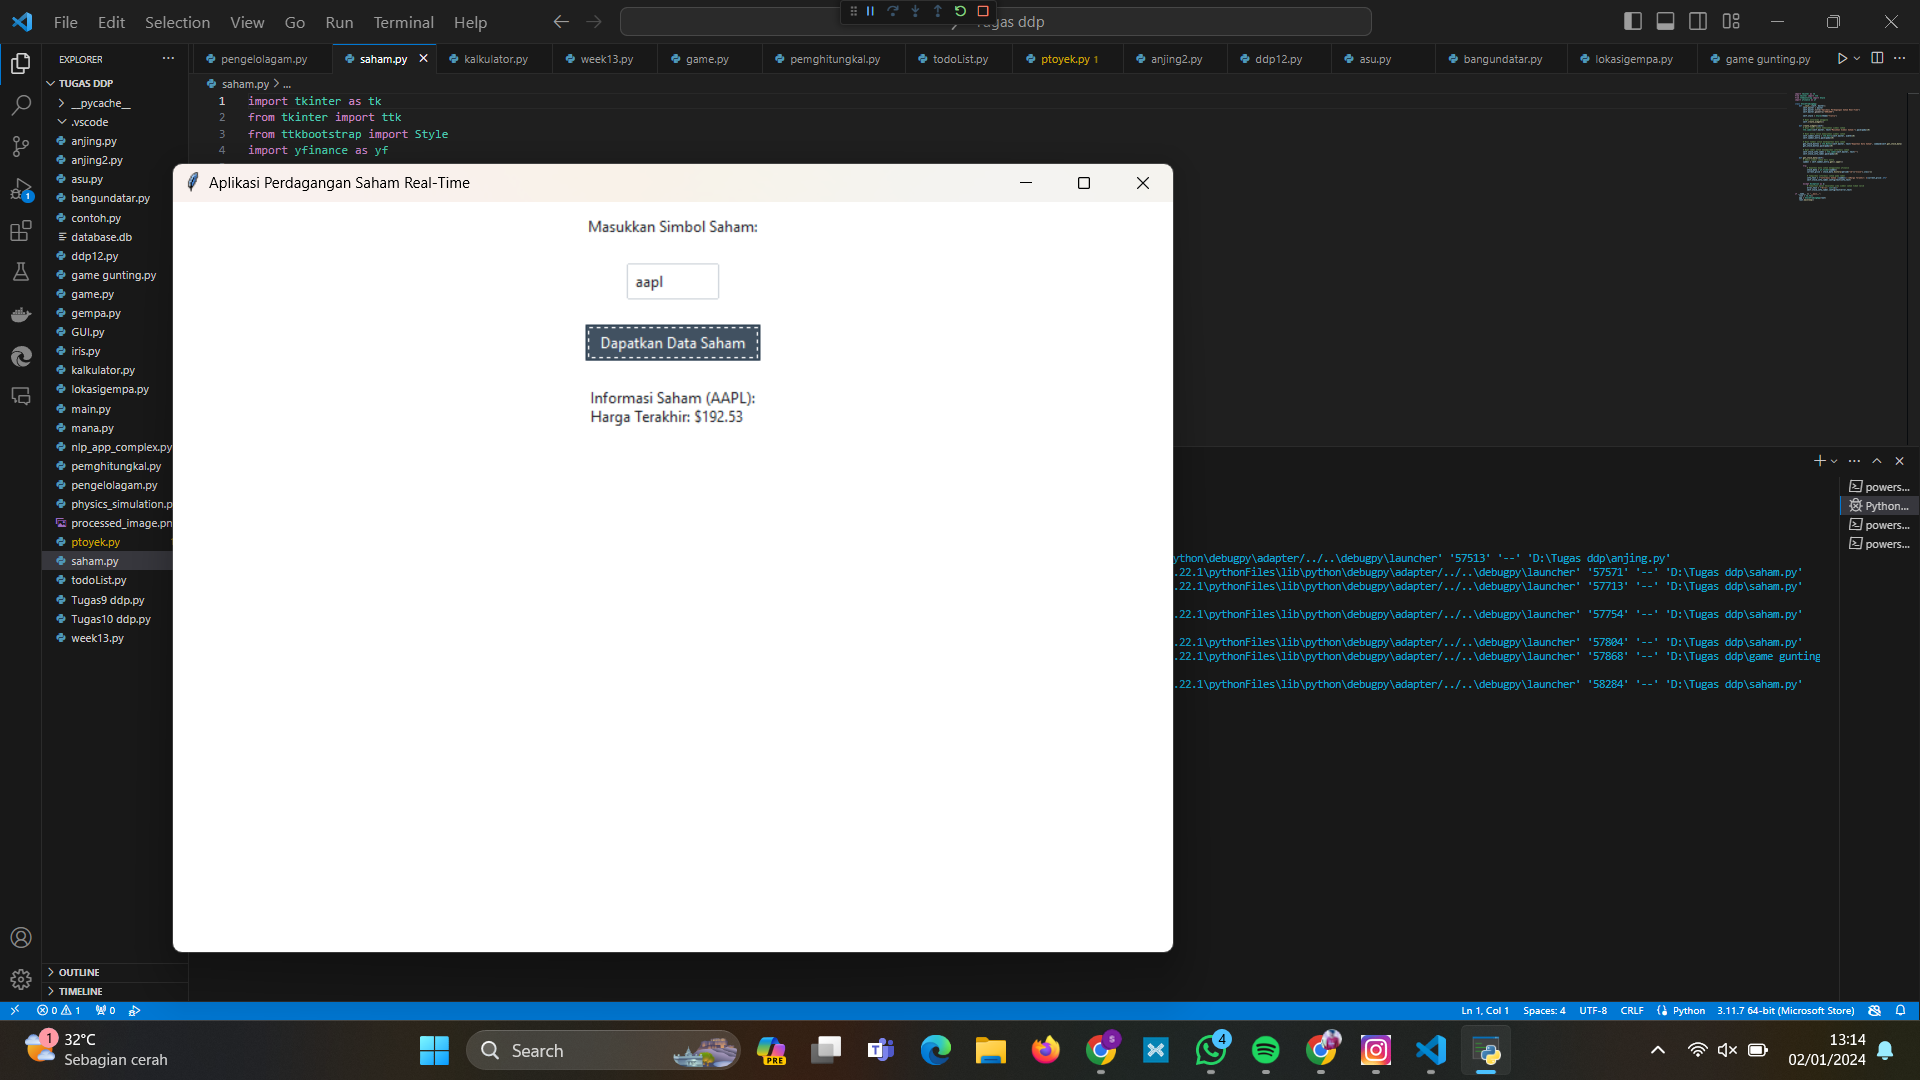 File Edit Selection View Go Run Terminal Help
Tugas ddp
EXPLORER
pengelolagam.py saham.py kalkulator.py week13.py game.py pemghitungkal.py todoList.py ptoyek.py 1 anjing2.py ddp12.py asu.py bangundatar.py lokasigempa.py game gunting.py
saham.py > ...
1 import tkinter as tk
2 from tkinter import ttk
3 from ttkbootstrap import Style
4 import yfinance as yf
TUGAS DDP
__pycache__
.vscode
anjing.py
anjing2.py
asu.py
bangundatar.py
contoh.py
database.db
ddp12.py
game gunting.py
game.py
gempa.py
GUI.py
iris.py
kalkulator.py
lokasigempa.py
main.py
mana.py
nlp_app_complex.py
pemghitungkal.py
pengelolagam.py
physics_simulation.p
processed_image.pn
ptoyek.py
saham.py
todoList.py
Tugas9 ddp.py
Tugas10 ddp.py
week13.py
OUTLINE
TIMELINE
1
Aplikasi Perdagangan Saham Real-Time
Masukkan Simbol Saham:
aapl
Dapatkan Data Saham
Informasi Saham (AAPL):
Harga Terakhir: $192.53
powers...
Python...
powers...
powers...
ython\debugpy\adapter/../..\debugpy\launcher' '57513' '--' 'D:\Tugas ddp\anjing.py'
.22.1\pythonFiles\lib\python\debugpy\adapter/../..\debugpy\launcher' '57571' '--' 'D:\Tugas ddp\saham.py'
.22.1\pythonFiles\lib\python\debugpy\adapter/../..\debugpy\launcher' '57713' '--' 'D:\Tugas ddp\saham.py'
.22.1\pythonFiles\lib\python\debugpy\adapter/../..\debugpy\launcher' '57754' '--' 'D:\Tugas ddp\saham.py'
.22.1\pythonFiles\lib\python\debugpy\adapter/../..\debugpy\launcher' '57804' '--' 'D:\Tugas ddp\saham.py'
.22.1\pythonFiles\lib\python\debugpy\adapter/../..\debugpy\launcher' '57868' '--' 'D:\Tugas ddp\game gunting
.22.1\pythonFiles\lib\python\debugpy\adapter/../..\debugpy\launcher' '58284' '--' 'D:\Tugas ddp\saham.py'
0 1 0
Ln 1, Col 1 Spaces: 4 UTF-8 CRLF Python 3.11.7 64-bit (Microsoft Store)
1
32°C
Sebagian cerah
Search
PRE
S
4
13:14
02/01/2024